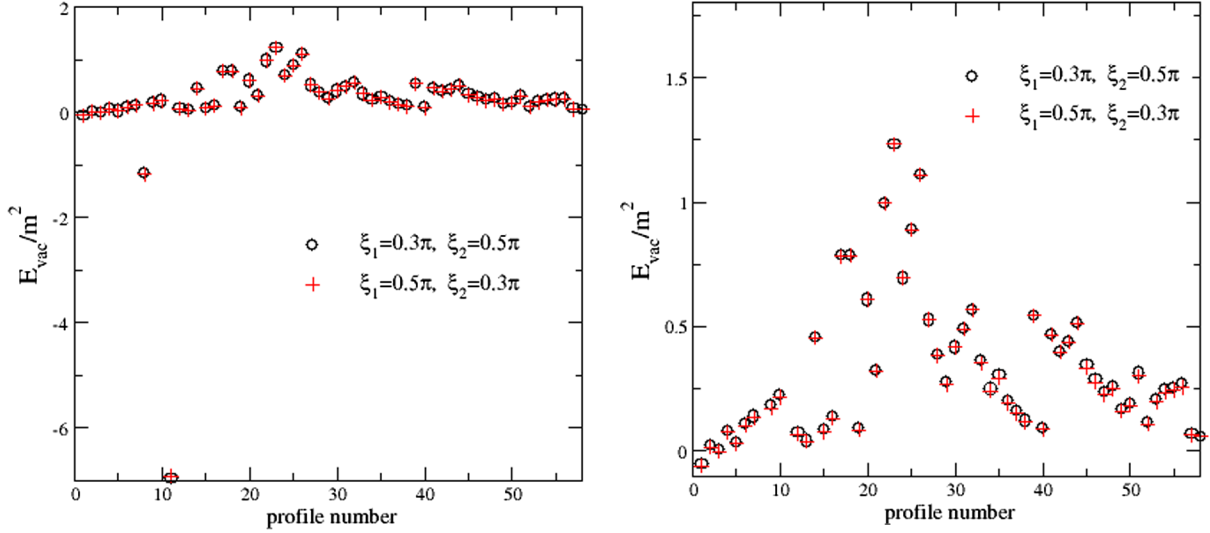 2
0
-2
-4
-6
E_vac/m^2
ξ_1=0.3π, ξ_2=0.5π
ξ_1=0.5π, ξ_2=0.3π
0 10 20 30 40 50
profile number
1.5
1
0.5
0
E_vac/m^2
ξ_1=0.3π, ξ_2=0.5π
ξ_1=0.5π, ξ_2=0.3π
0 10 20 30 40 50
profile number